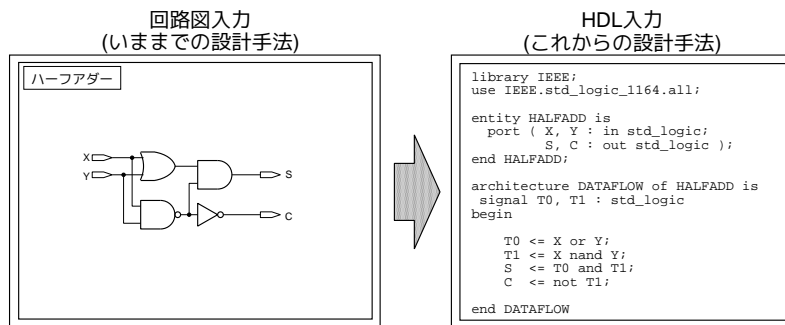 回路図入力
(いままでの設計手法)
ハーフアダー
X
Y
S
C
HDL入力
(これからの設計手法)
library IEEE;
use IEEE.std_logic_1164.all;
entity HALFADD is
port ( X, Y : in std_logic;
S, C : out std_logic );
end HALFADD;
architecture DATAFLOW of HALFADD is
signal T0, T1 : std_logic
begin
T0 <= X or Y;
T1 <= X nand Y;
S <= T0 and T1;
C <= not T1;
end DATAFLOW